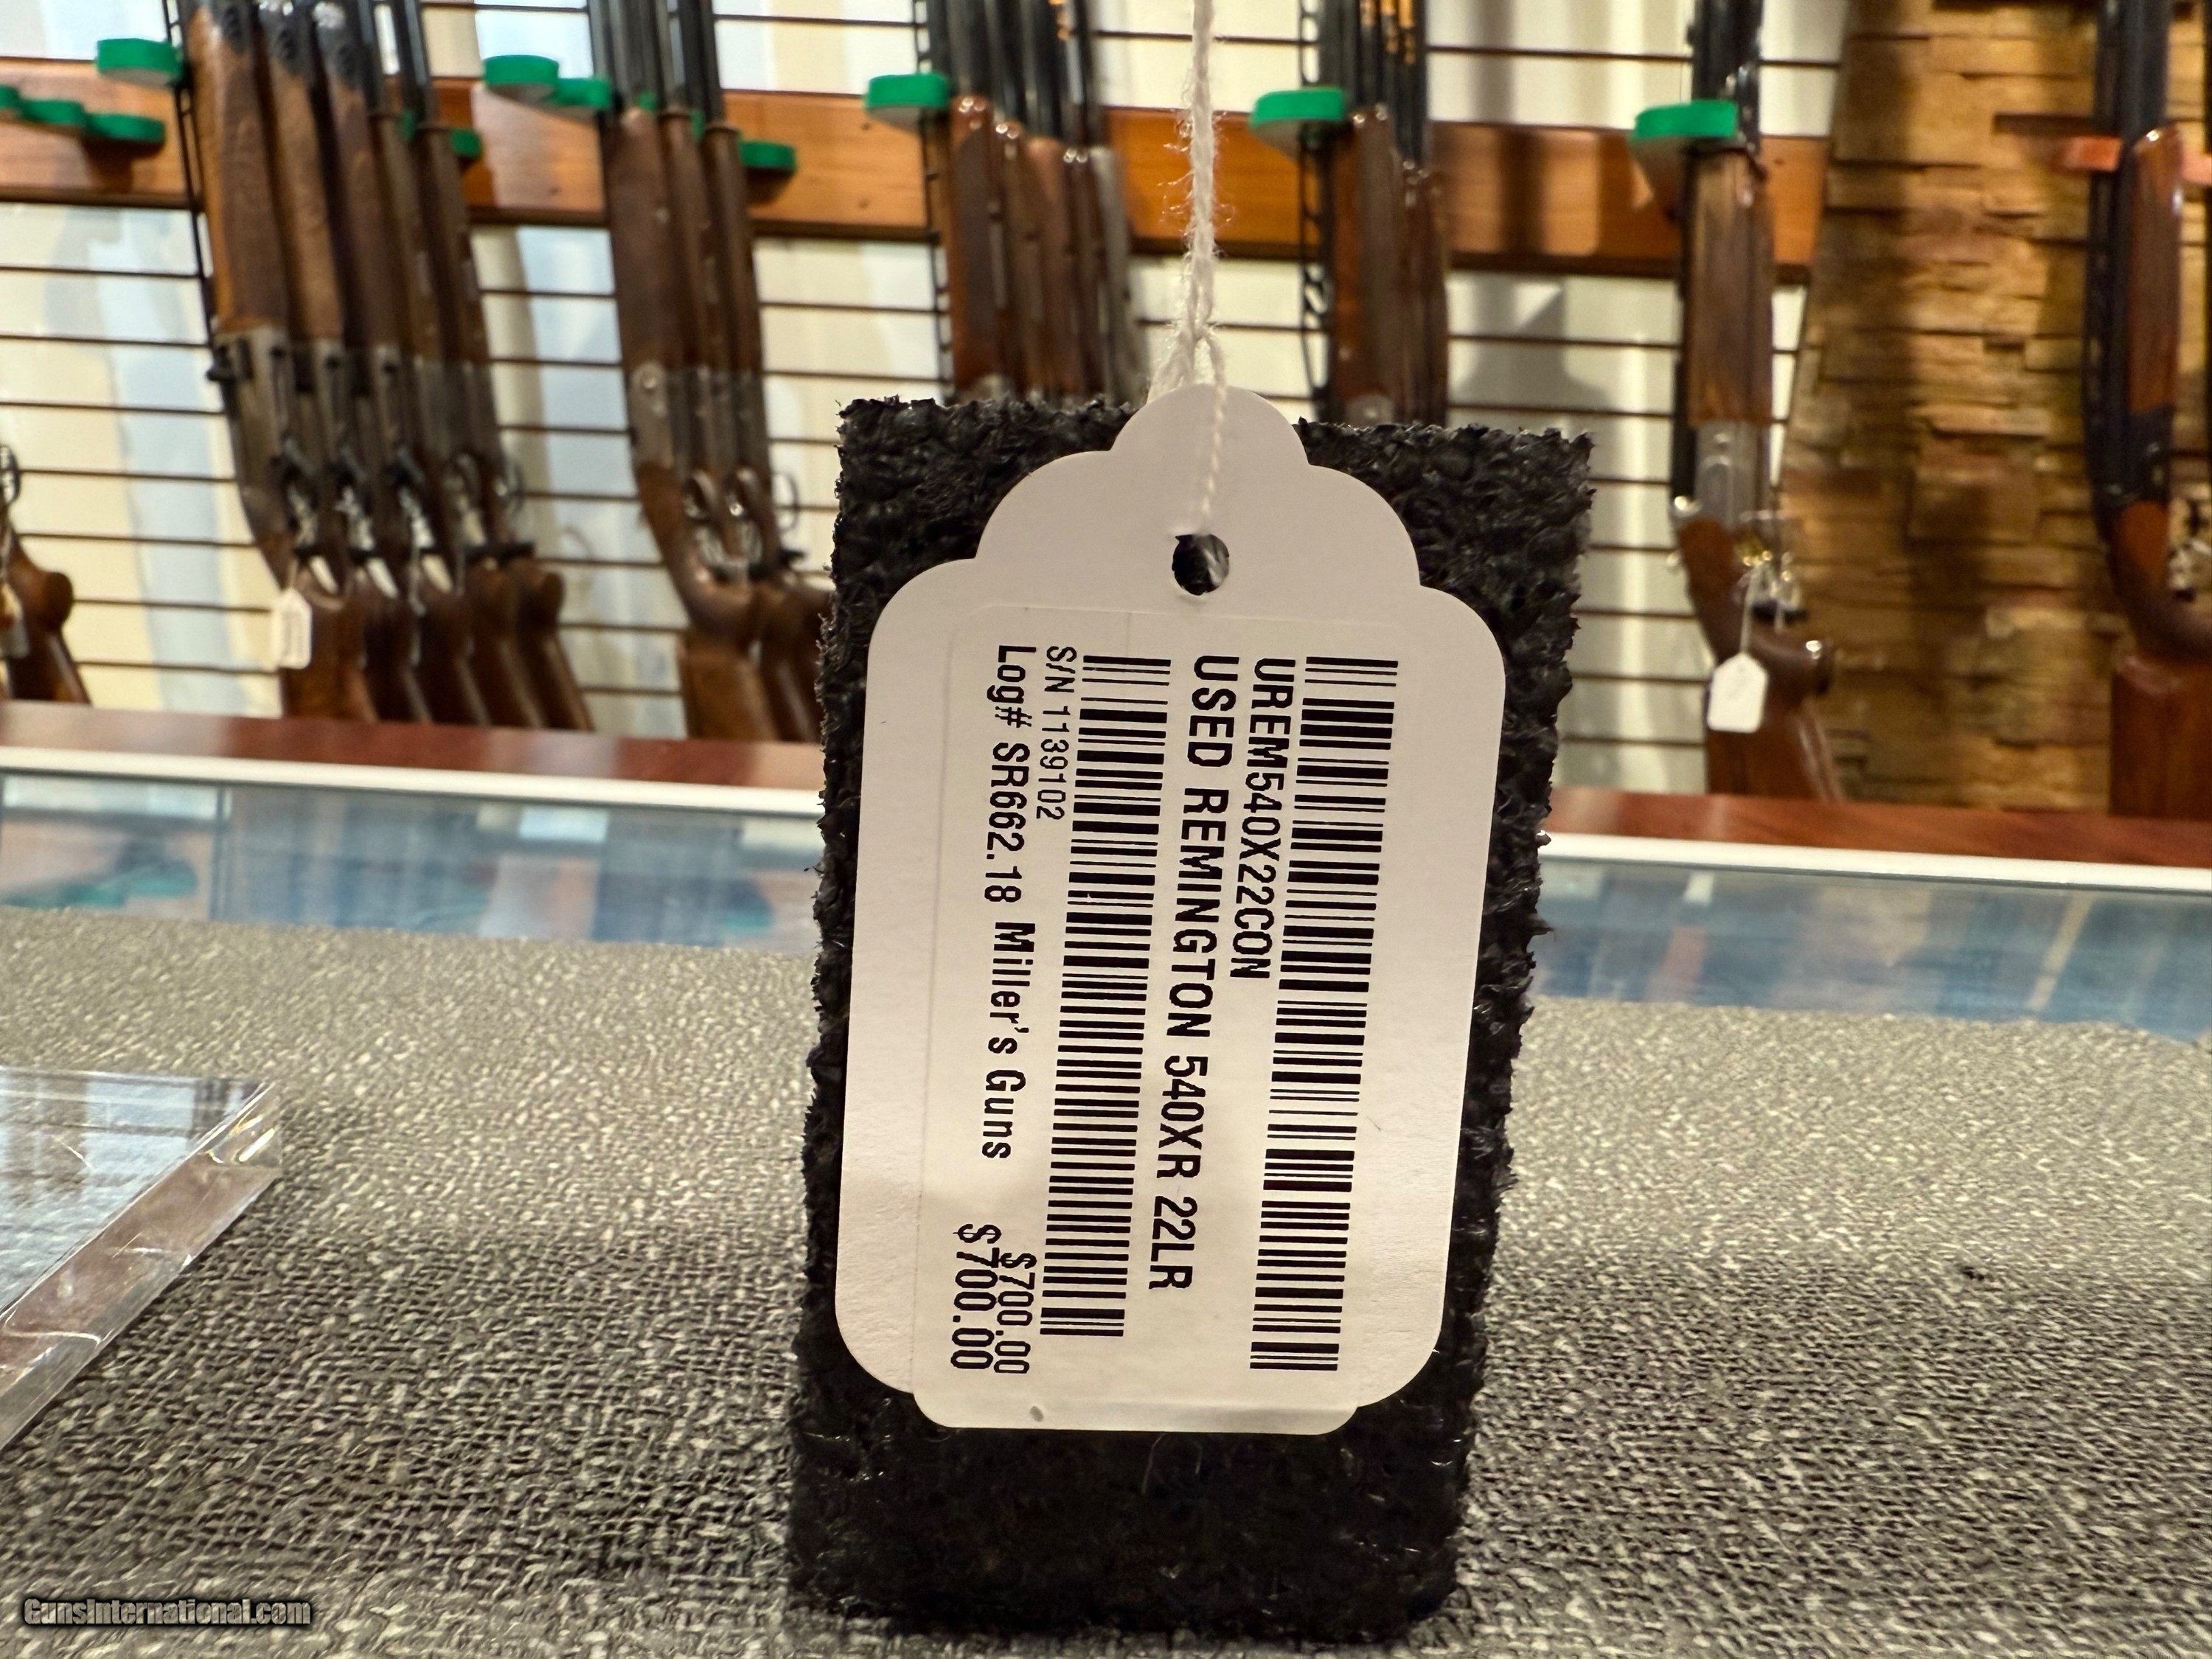 UREM540X22CON
USED REMINGTON 540XR 22LR
S/N 1139102 $700.00
Log# SR662.18 Miller's Guns $700.00
GunsInternational.com